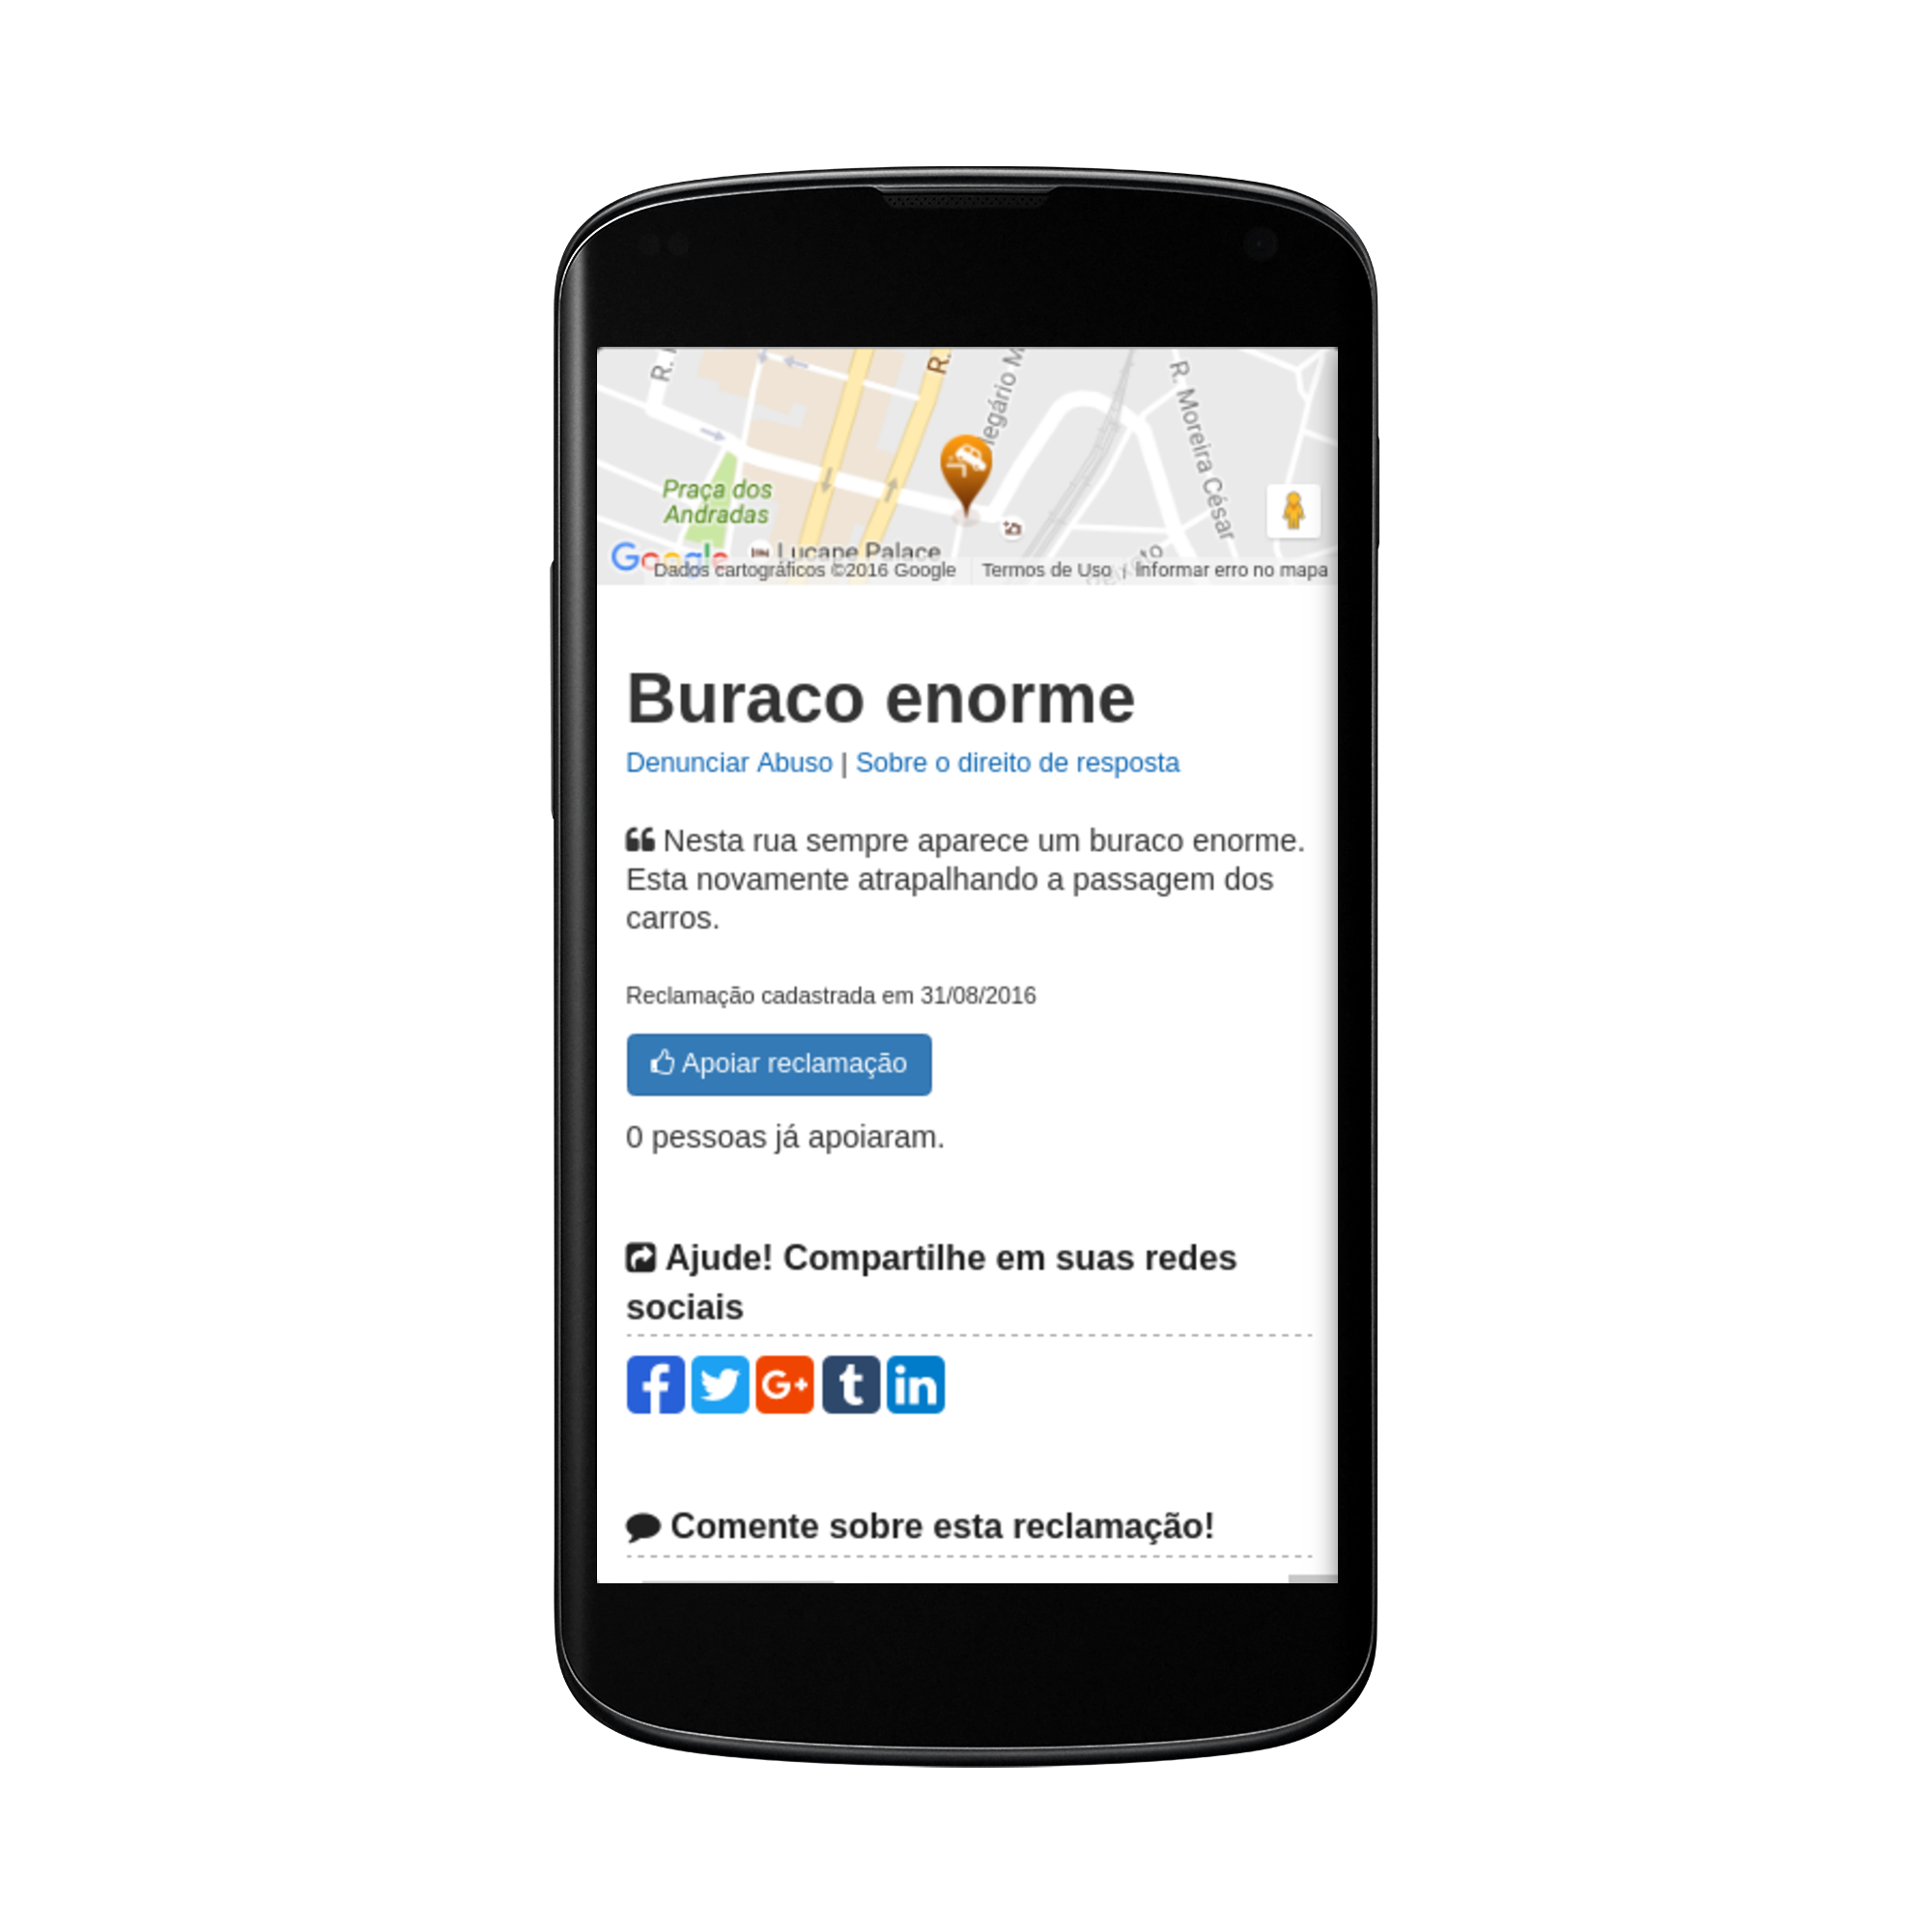 R.
R.
R. Moreira César
Praça dos
Andradas
Google
Lucape Palace
Dados cartográficos ©2016 Google
Termos de Uso
Informar erro no mapa
Buraco enorme
Denunciar Abuso | Sobre o direito de resposta
Nesta rua sempre aparece um buraco enorme.
Esta novamente atrapalhando a passagem dos
carros.
Reclamação cadastrada em 31/08/2016
Apoiar reclamação
0 pessoas já apoiaram.
Ajude! Compartilhe em suas redes
sociais
f
G+
t
in
Comente sobre esta reclamação!